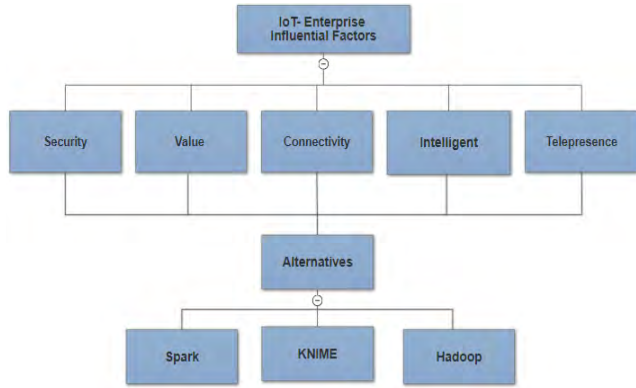 IoT- Enterprise
Influential Factors
Security
Value
Connectivity
Intelligent
Telepresence
Alternatives
Spark
KNIME
Hadoop